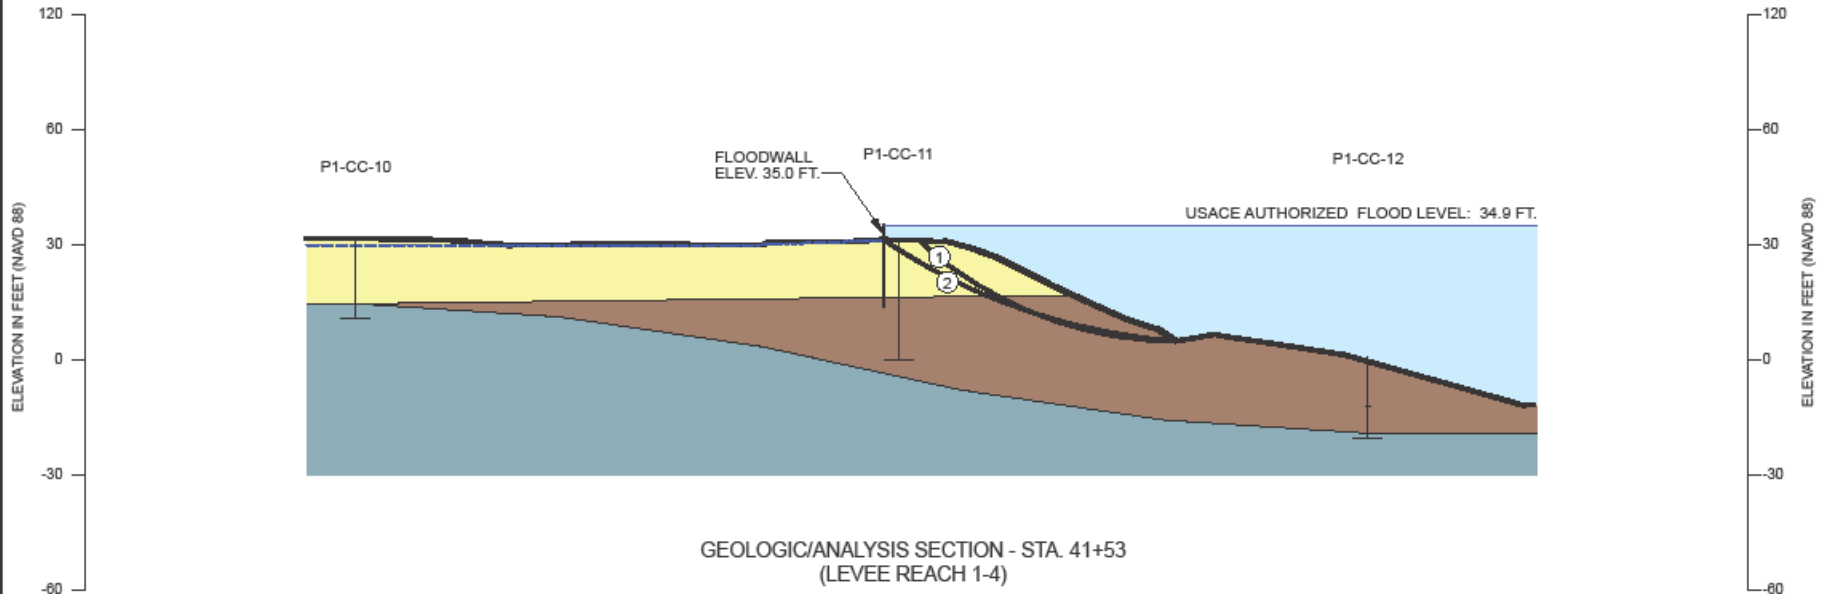 120
60
30
0
-30
-60
ELEVATION IN FEET (NAVD 88)
P1-CC-10
FLOODWALL
ELEV. 35.0 FT.
P1-CC-11
P1-CC-12
USACE AUTHORIZED FLOOD LEVEL: 34.9 FT.
1
2
120
60
30
0
-30
-60
ELEVATION IN FEET (NAVD 88)
GEOLOGIC/ANALYSIS SECTION - STA. 41+53
(LEVEE REACH 1-4)